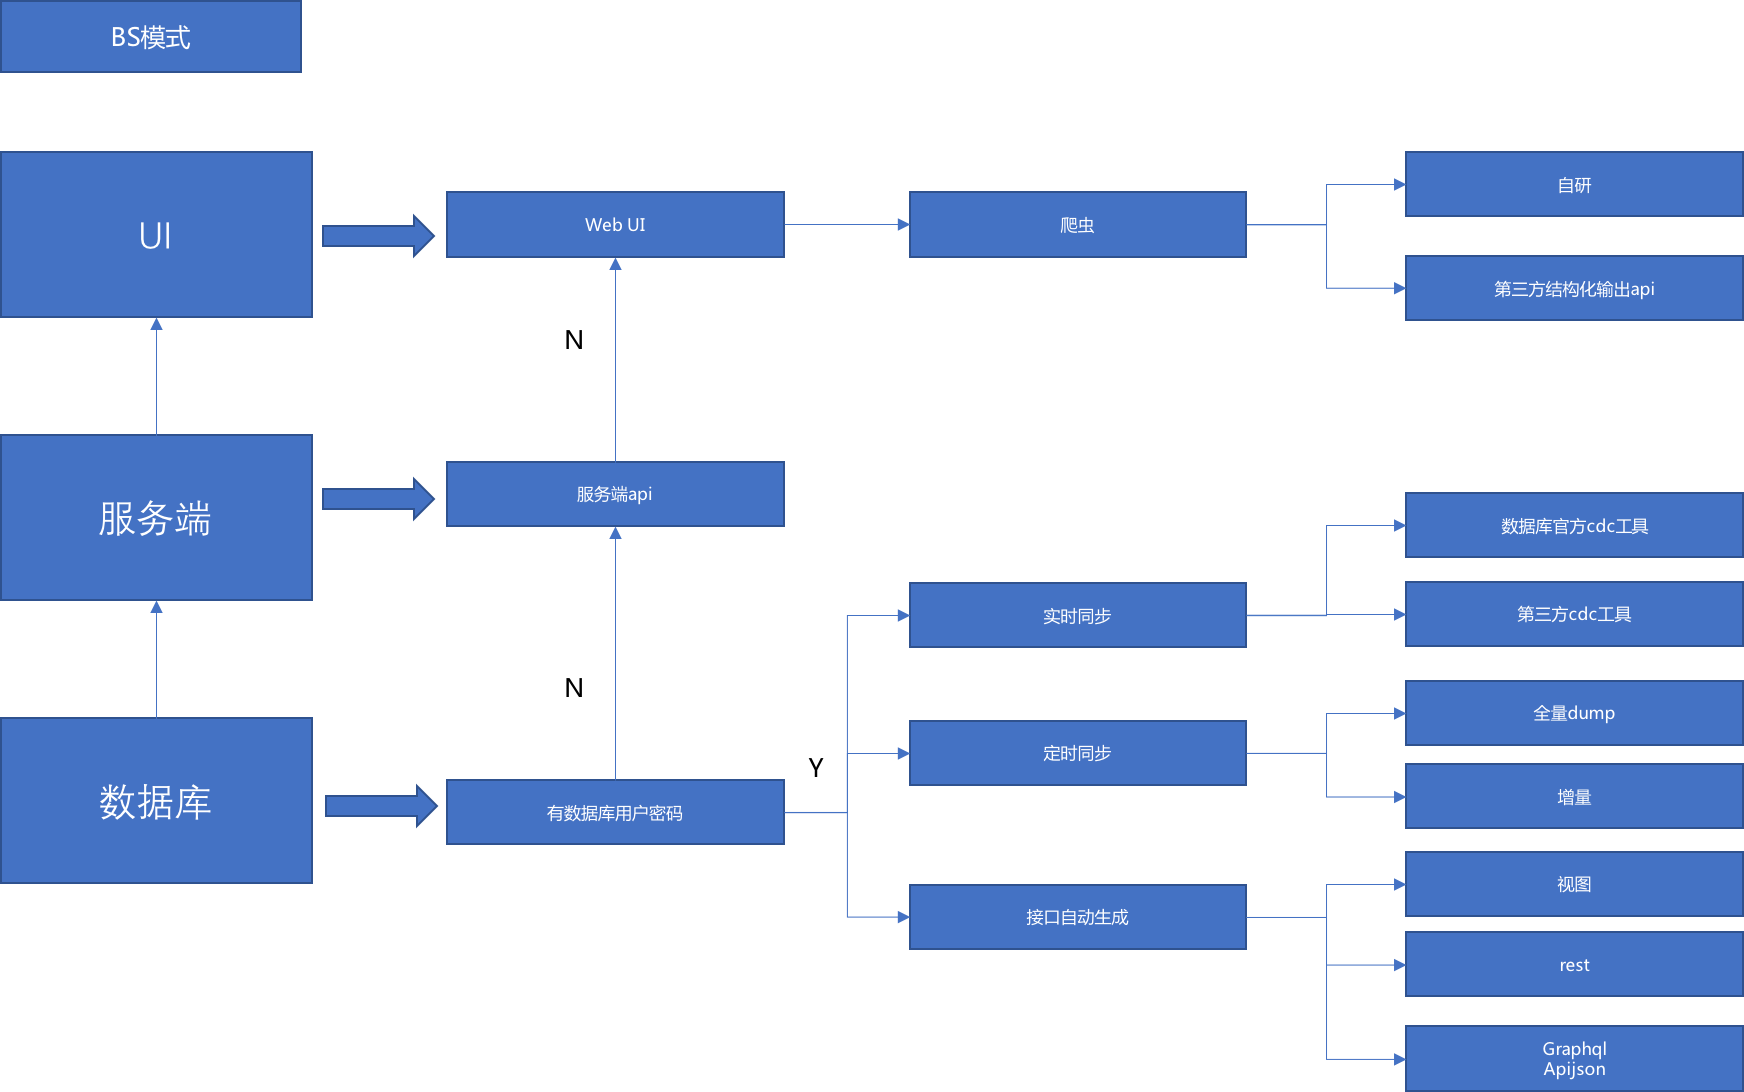 BS模式
UI
Web UI
爬虫
自研
第三方结构化输出api
N
服务端
服务端api
数据库官方cdc工具
实时同步
第三方cdc工具
N
定时同步
全量dump
增量
Y
数据库
有数据库用户密码
接口自动生成
视图
rest
Graphql
Apijson